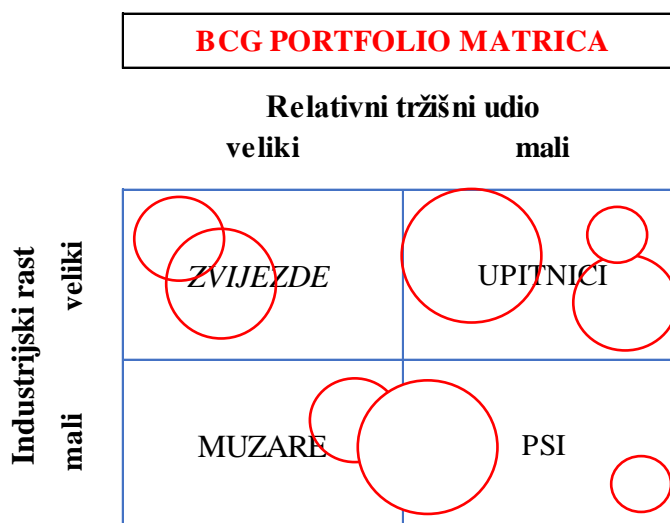 BCG PORTFOLIO MATRICA
Relativni tržišni udio
veliki mali
Industrijski rast
veliki
mali
ZVIJEZDE UPITNICI
MUZARE PSI